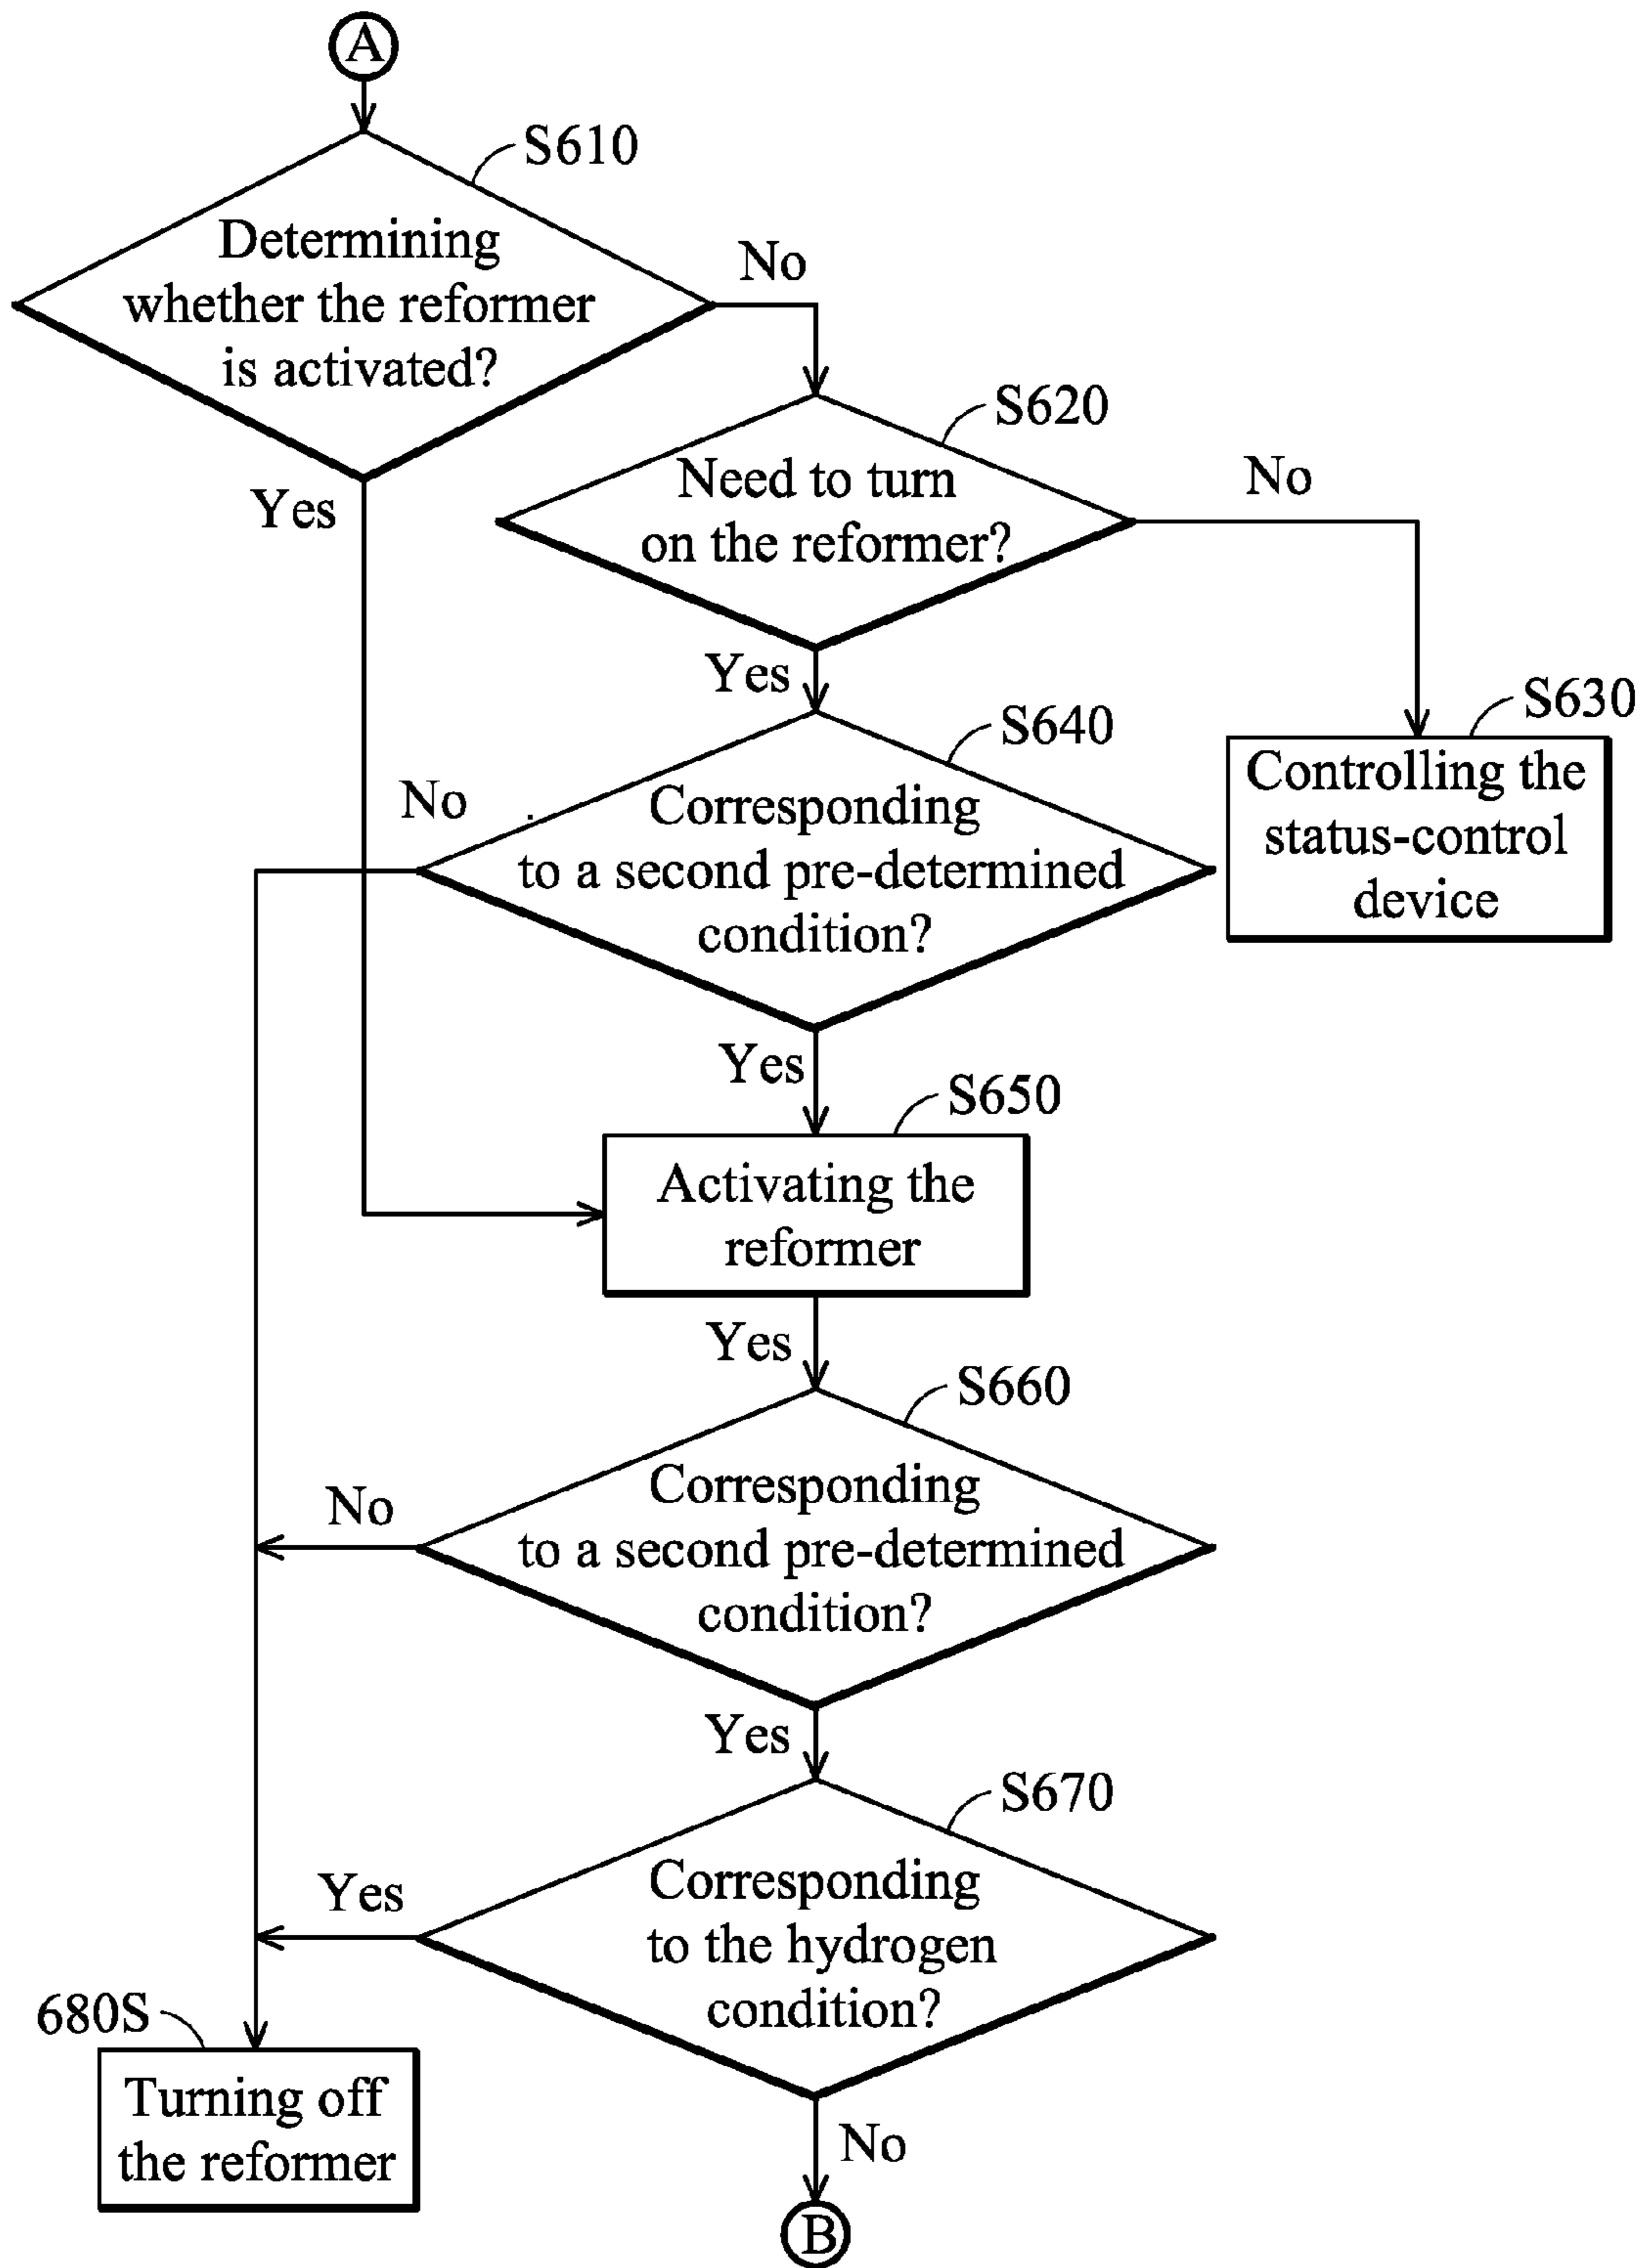 A
S610
Determining
whether the reformer
is activated?
No
Yes
S620
Need to turn
on the reformer?
No
Yes
S630
Controlling the
status-control
device
S640
No
Corresponding
to a second pre-determined
condition?
Yes
S650
Activating the
reformer
Yes
S660
No
Corresponding
to a second pre-determined
condition?
Yes
S670
Yes
Corresponding
to the hydrogen
condition?
680S
Turning off
the reformer
No
B